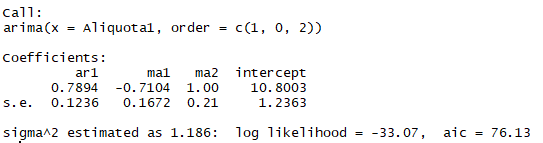 Call:
arima(x = Aliquota1, order = c(1, 0, 2))
Coefficients:
ar1 ma1 ma2 intercept
0.7894 -0.7104 1.00 10.8003
s.e. 0.1236 0.1672 0.21 1.2363
sigma^2 estimated as 1.186: log likelihood = -33.07, aic = 76.13